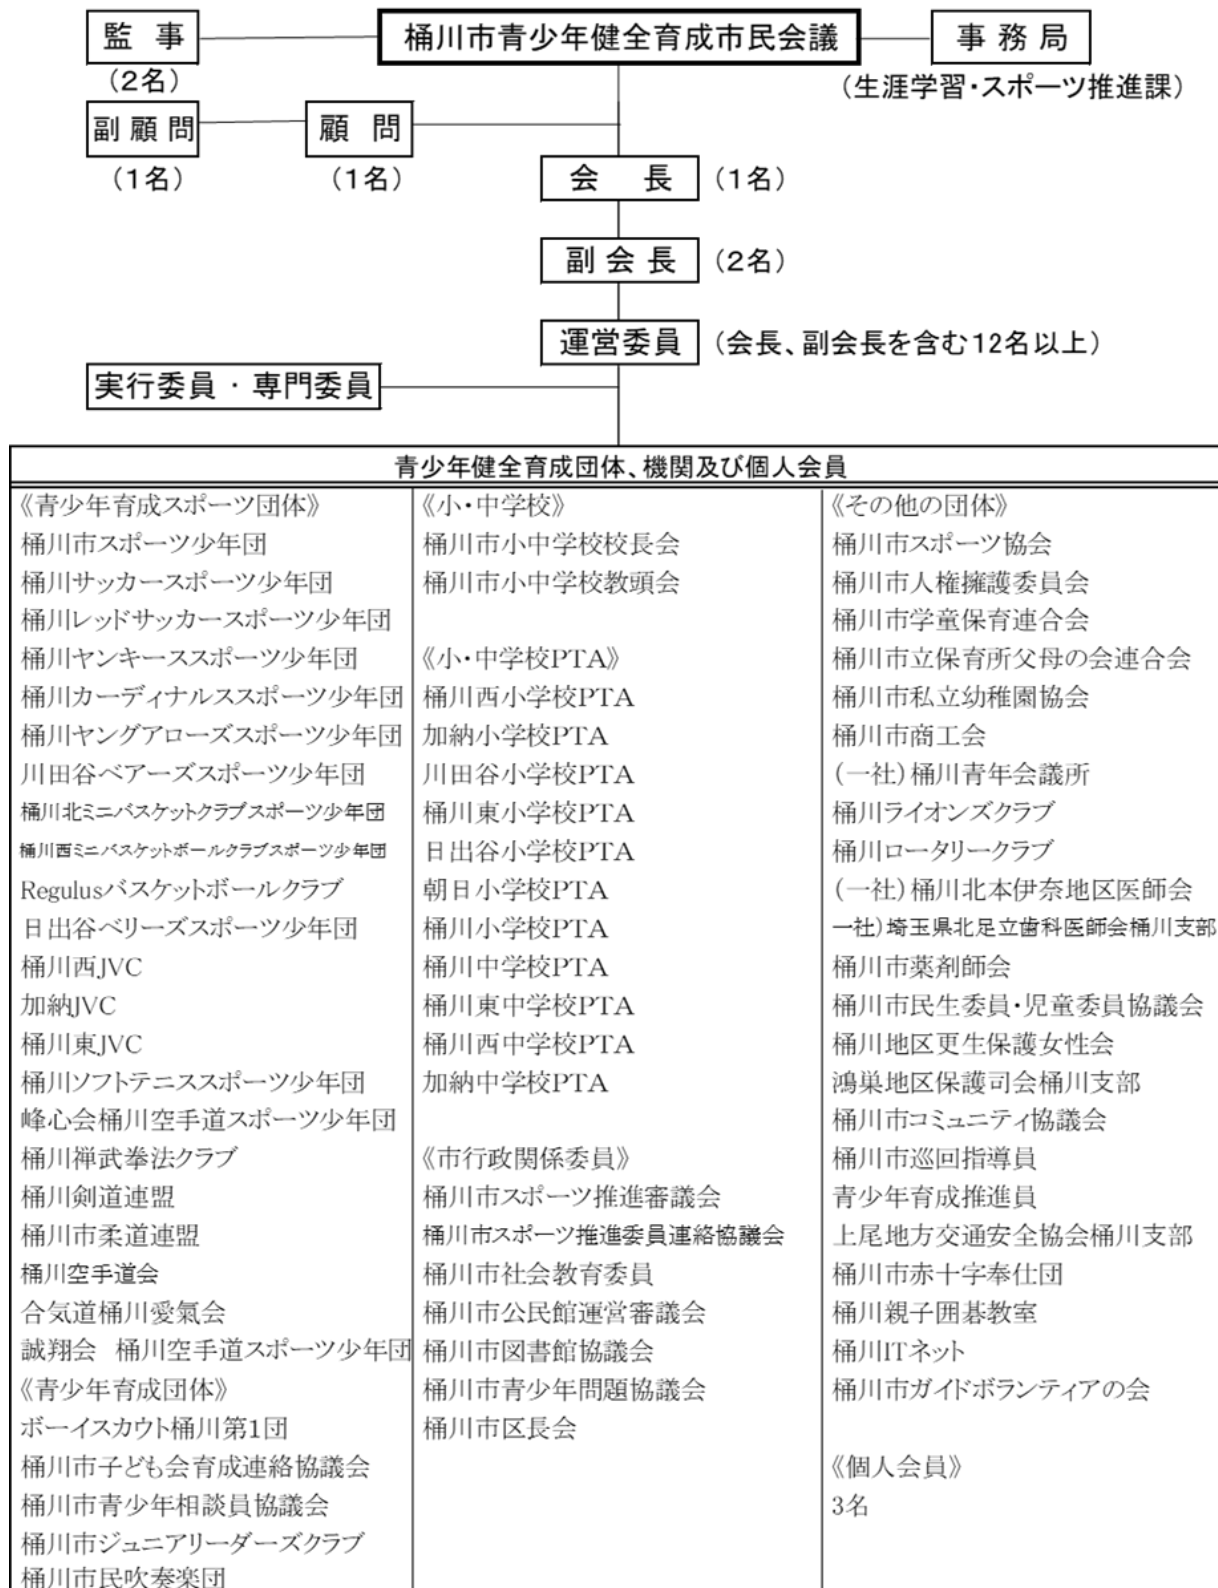 監 事
桶川市青少年健全育成市民会議
事 務 局
（2名）
（生涯学習・スポーツ推進課）
副 顧 問
顧 問
（1名）
（1名）
会 長
（1名）
副 会 長
（2名）
運営委員
（会長、副会長を含む12名以上）
実行委員 ・ 専門委員
青少年健全育成団体、機関及び個人会員
《青少年育成スポーツ団体》
桶川市スポーツ少年団
桶川サッカースポーツ少年団
桶川レッドサッカースポーツ少年団
桶川ヤンキーススポーツ少年団
桶川カーディナルススポーツ少年団
桶川ヤングアローズスポーツ少年団
川田谷ベアーズスポーツ少年団
桶川北ミニバスケットクラブスポーツ少年団
桶川西ミニバスケットボールクラブスポーツ少年団
Regulusバスケットボールクラブ
日出谷ベリーズスポーツ少年団
桶川西JVC
加納JVC
桶川東JVC
桶川ソフトテニススポーツ少年団
峰心会桶川空手道スポーツ少年団
桶川禅武拳法クラブ
桶川剣道連盟
桶川市柔道連盟
桶川空手道会
合気道桶川愛氣会
誠翔会 桶川空手道スポーツ少年団
《青少年育成団体》
ボーイスカウト桶川第1団
桶川市子ども会育成連絡協議会
桶川市青少年相談員協議会
桶川市ジュニアリーダーズクラブ
桶川市民吹奏楽団
《小・中学校》
桶川市小中学校校長会
桶川市小中学校教頭会
《小・中学校PTA》
桶川西小学校PTA
加納小学校PTA
川田谷小学校PTA
桶川東小学校PTA
日出谷小学校PTA
朝日小学校PTA
桶川小学校PTA
桶川中学校PTA
桶川東中学校PTA
桶川西中学校PTA
加納中学校PTA
《市行政関係委員》
桶川市スポーツ推進審議会
桶川市スポーツ推進委員連絡協議会
桶川市社会教育委員
桶川市公民館運営審議会
桶川市図書館協議会
桶川市青少年問題協議会
桶川市区長会
《その他の団体》
桶川市スポーツ協会
桶川市人権擁護委員会
桶川市学童保育連合会
桶川市立保育所父母の会連合会
桶川市私立幼稚園協会
桶川市商工会
（一社）桶川青年会議所
桶川ライオンズクラブ
桶川ロータリークラブ
（一社）桶川北本伊奈地区医師会
一社）埼玉県北足立歯科医師会桶川支部
桶川市薬剤師会
桶川市民生委員・児童委員協議会
桶川地区更生保護女性会
鴻巣地区保護司会桶川支部
桶川市コミュニティ協議会
桶川市巡回指導員
青少年育成推進員
上尾地方交通安全協会桶川支部
桶川市赤十字奉仕団
桶川親子囲碁教室
桶川ITネット
桶川市ガイドボランティアの会
《個人会員》
3名